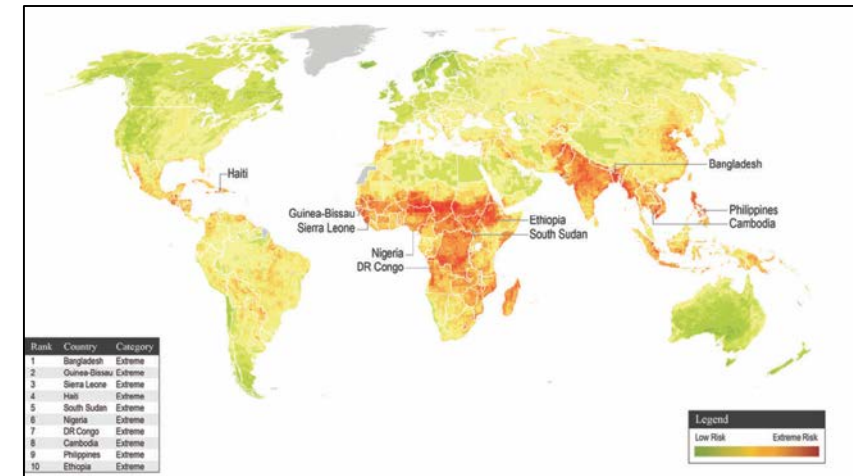 Haiti
Bangladesh
Guinea-Bissau
Sierra Leone
Ethiopia
South Sudan
Philippines
Cambodia
Nigeria
DR Congo
Rank Country Category
1 Bangladesh Extreme
2 Guinea-Bissau Extreme
3 Sierra Leone Extreme
4 Haiti Extreme
5 South Sudan Extreme
6 Nigeria Extreme
7 DR Congo Extreme
8 Cambodia Extreme
9 Philippines Extreme
10 Ethiopia Extreme
Legend
Low Risk Extreme Risk